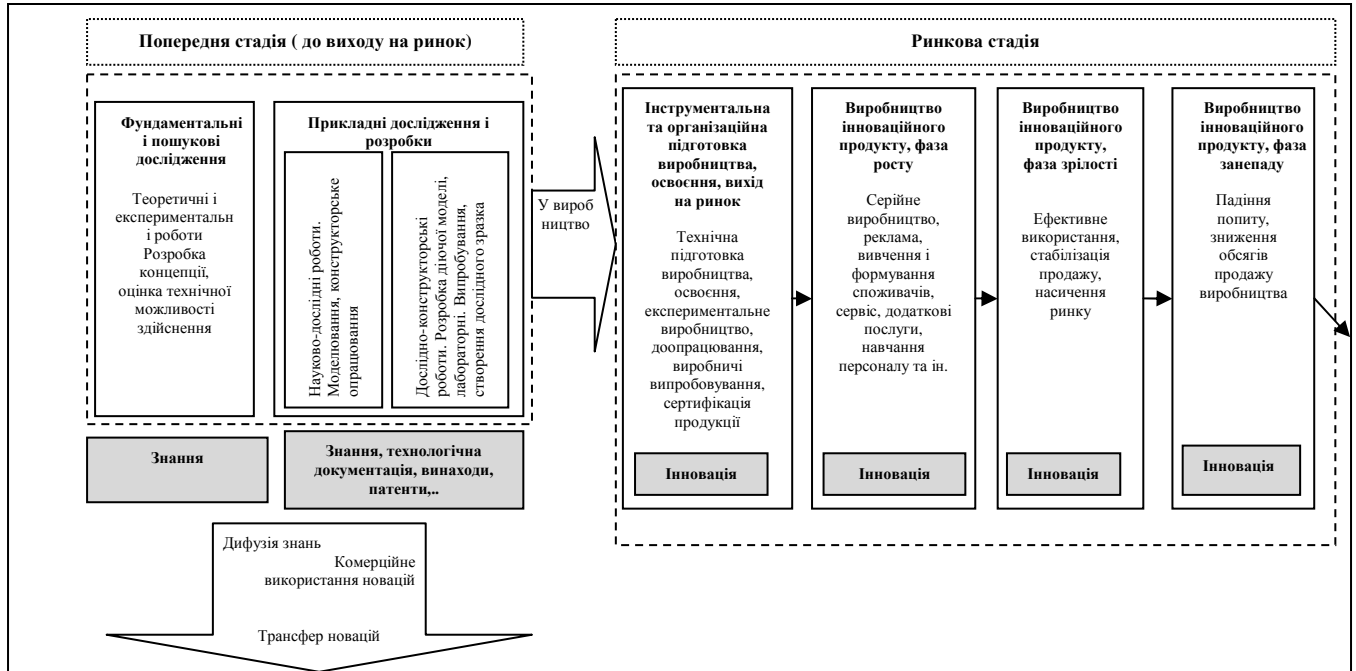 Попередня стадія ( до виходу на ринок)
Ринкова стадія
Фундаментальні
і пошукові
дослідження
Теоретичні і
експериментальн
і роботи
Розробка
концепції,
оцінка технічної
можливості
здійснення
Прикладні дослідження і
розробки
Науково-дослідні роботи.
Моделювання, конструкторське
опрацювання
Дослідно-конструкторські
роботи. Розробка діючої моделі,
лабораторні. Випробування,
створення дослідного зразка
У вироб
ництво
Інструментальна
та організаційна
підготовка
виробництва,
освоєння, вихід
на ринок
Технічна
підготовка
виробництва,
освоєння,
експериментальне
виробництво,
доопрацювання,
виробничі
випробовування,
сертифікація
продукції
Інновація
Виробництво
інноваційного
продукту, фаза
росту
Серійне
виробництво,
реклама,
вивчення і
формування
споживачів,
сервіс, додаткові
послуги,
навчання
персоналу та ін.
Інновація
Виробництво
інноваційного
продукту,
фаза зрілості
Ефективне
використання,
стабілізація
продажу,
насичення
ринку
Інновація
Виробництво
інноваційного
продукту, фаза
занепаду
Падіння
попиту,
зниження
обсягів
продажу
виробництва
Інновація
Знання
Знання, технологічна
документація, винаходи,
патенти,..
Дифузія знань
Комерційне
використання новацій
Трансфер новацій